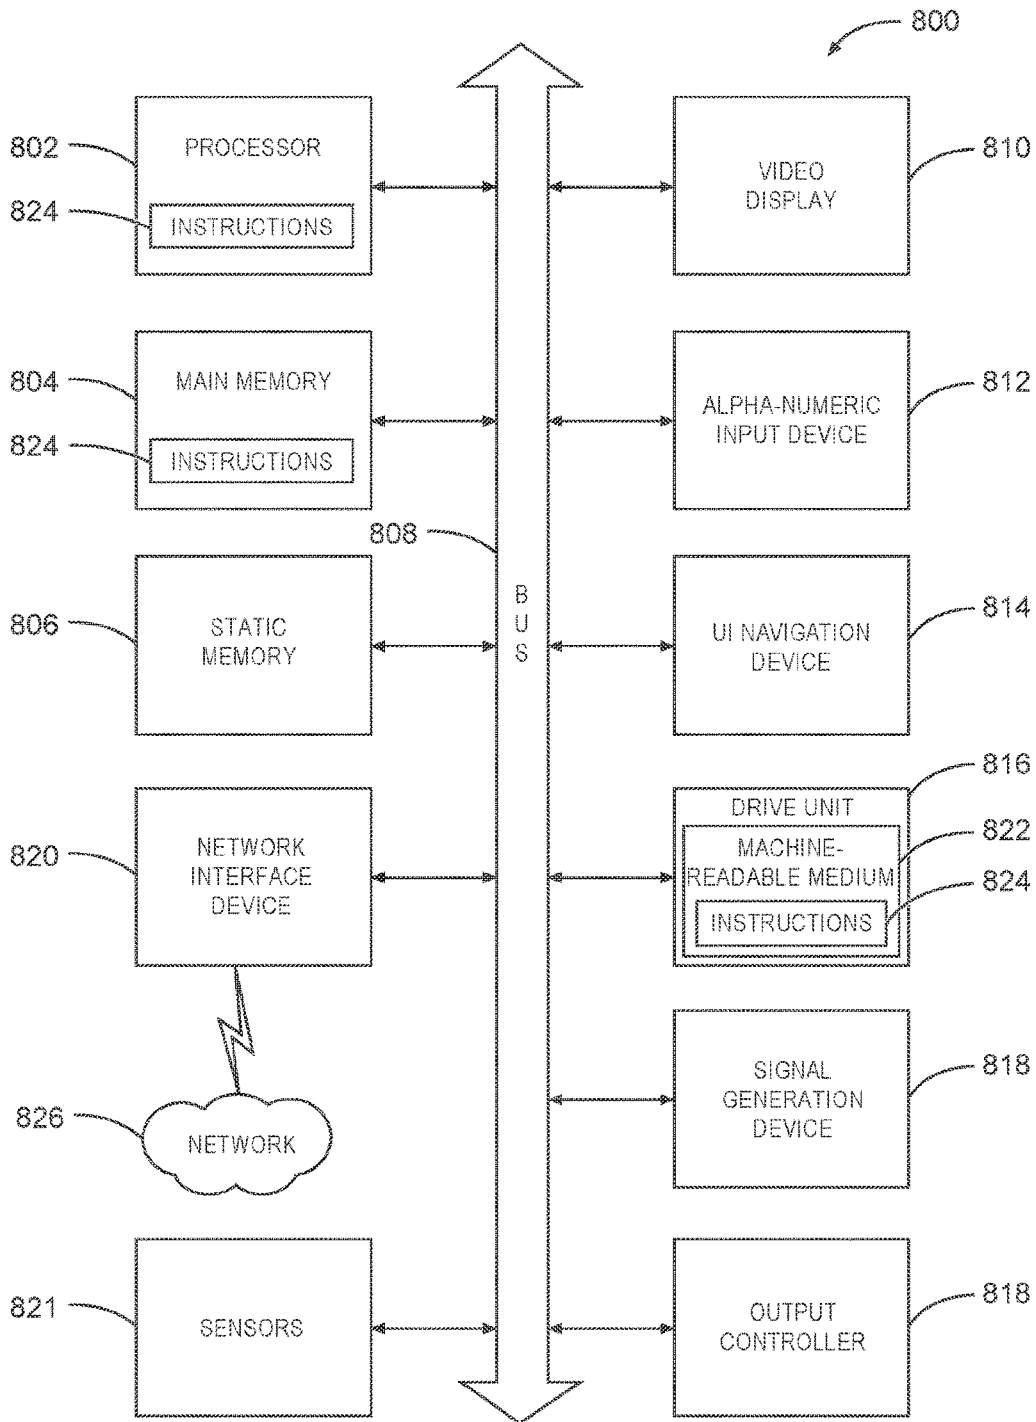 800
802
PROCESSOR
824
INSTRUCTIONS
804
MAIN MEMORY
824
INSTRUCTIONS
806
STATIC
MEMORY
820
NETWORK
INTERFACE
DEVICE
826
NETWORK
821
SENSORS
808
B
U
S
VIDEO
DISPLAY
810
ALPHA-NUMERIC
INPUT DEVICE
812
UI NAVIGATION
DEVICE
814
816
DRIVE UNIT
822
MACHINE-
READABLE MEDIUM
824
INSTRUCTIONS
SIGNAL
GENERATION
DEVICE
818
OUTPUT
CONTROLLER
818